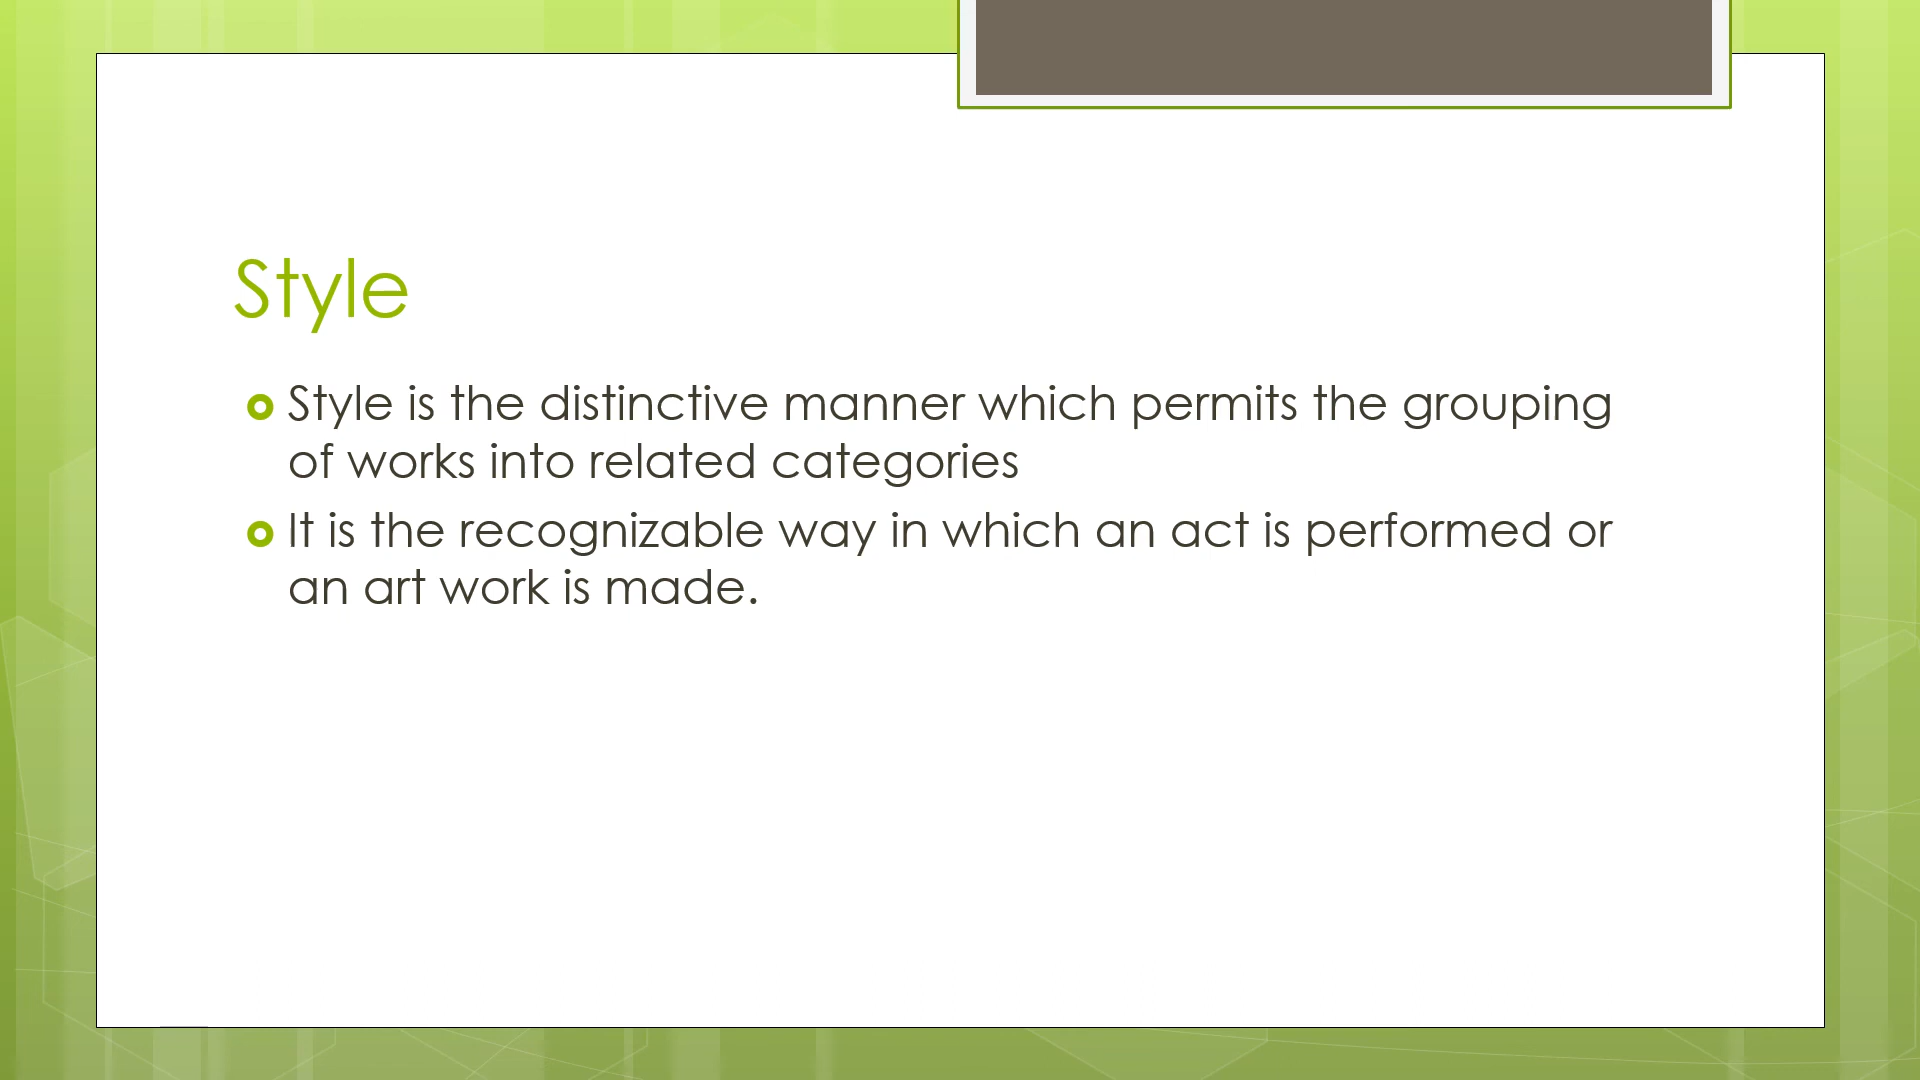 Style
Style is the distinctive manner which permits the grouping
of works into related categories
It is the recognizable way in which an act is performed or
an art work is made.